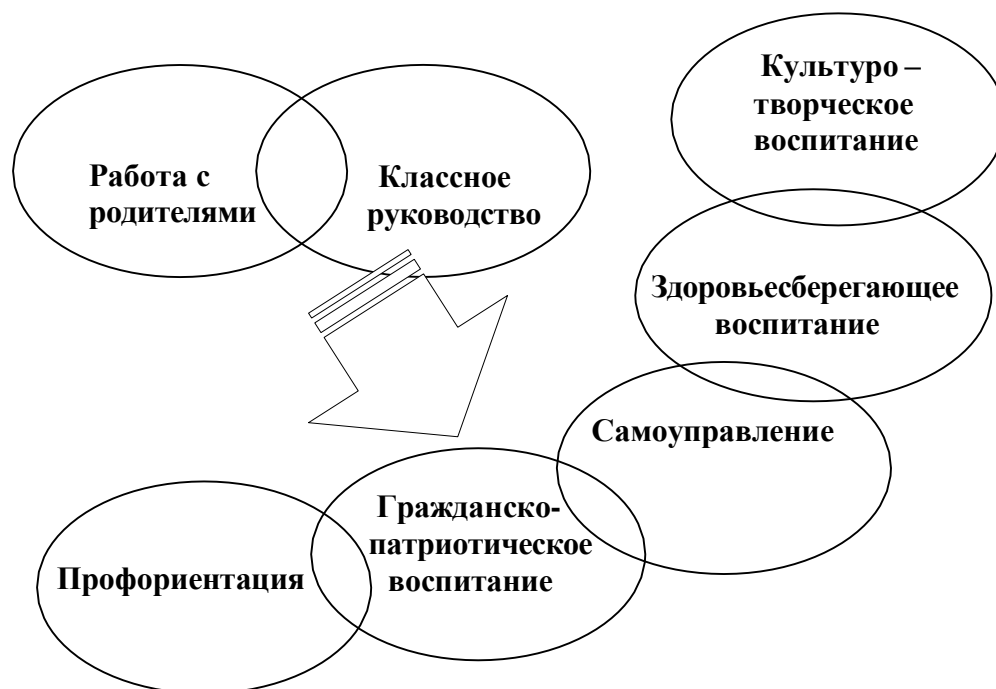 Культуро –
творческое
воспитание
Работа с
родителями
Классное
руководство
Здоровьесберегающее
воспитание
Самоуправление
Гражданско-
патриотическое
воспитание
Профориентация